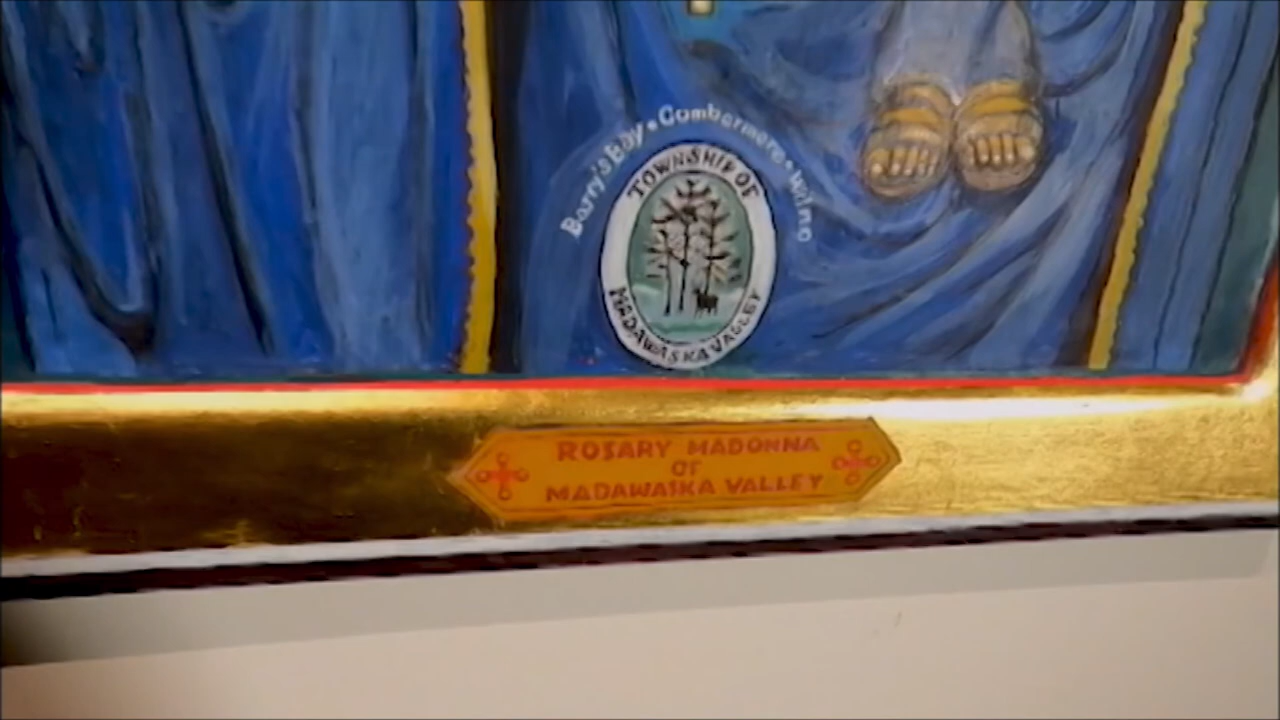 Barry's Bay • Combermere • Wilno
TOWNSHIP OF
MADAWASKA VALLEY
ROSARY MADONNA
OF
MADAWASKA VALLEY